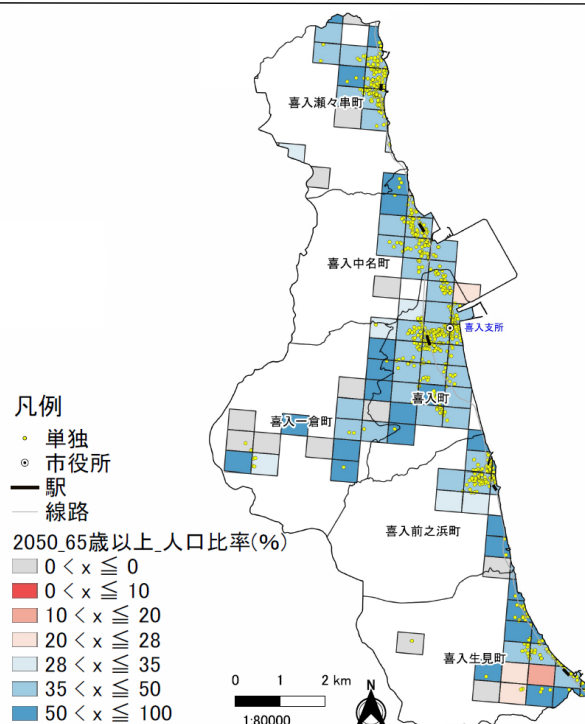 喜入瀬々串町
喜入中名町
喜入支所
喜入町
喜入一倉町
喜入前之浜町
喜入生見町
凡例
単独
市役所
駅
線路
2050_65歳以上_人口比率(%)
0 < x ≦ 0
0 < x ≦ 10
10 < x ≦ 20
20 < x ≦ 28
28 < x ≦ 35
35 < x ≦ 50
50 < x ≦ 100
0 1 2 km
1:80000
N